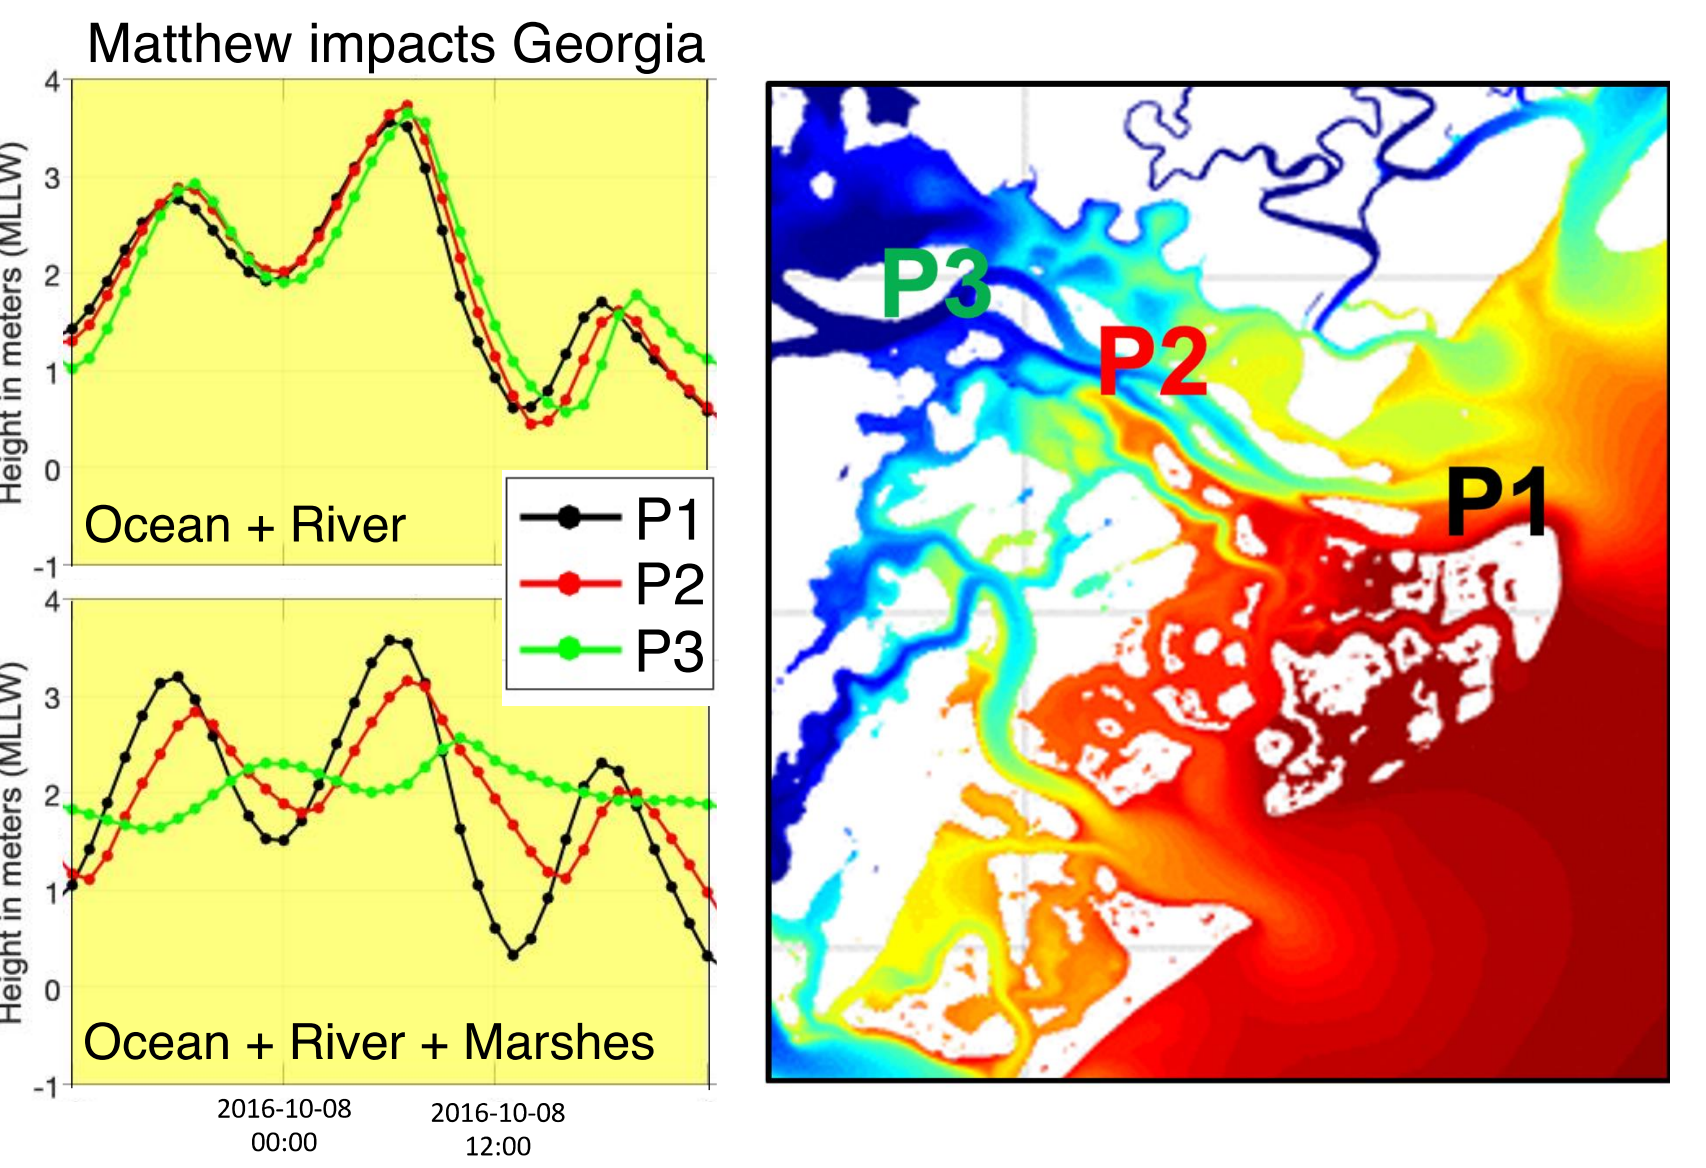 Matthew impacts Georgia
Height in meters (MLLW)
4
3
2
1
0
-1
Ocean + River
P1
P2
P3
Height in meters (MLLW)
4
3
2
1
0
-1
Ocean + River + Marshes
2016-10-08
00:00
2016-10-08
12:00
P3
P2
P1